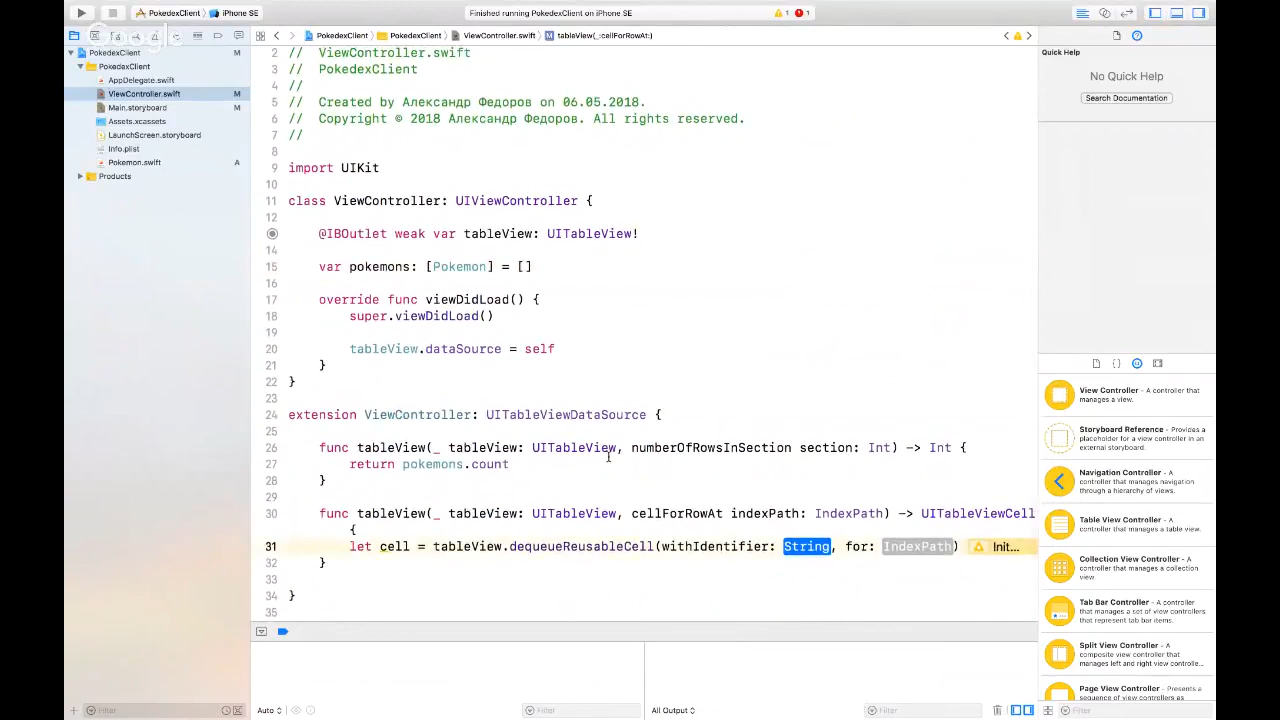 PokedexClient
iPhone SE
Finished running PokedexClient on iPhone SE
1
1
Google
PokedexClient
PokedexClient
ViewController.swift
M
tableView(_:cellForRowAt:)
PokedexClient
M
PokedexClient
AppDelegate.swift
ViewController.swift
M
Main.storyboard
M
Assets.xcassets
LaunchScreen.storyboard
Info.plist
Pokemon.swift
A
Products
2 // ViewController.swift
3 // PokedexClient
4 //
5 // Created by Александр Федоров on 06.05.2018.
6 // Copyright © 2018 Александр Федоров. All rights reserved.
7 //
8
9 import UIKit
10
11 class ViewController: UIViewController {
12
@IBOutlet weak var tableView: UITableView!
14
15 var pokemons: [Pokemon] = []
16
17 override func viewDidLoad() {
18 super.viewDidLoad()
19
20 tableView.dataSource = self
21 }
22 }
23
24 extension ViewController: UITableViewDataSource {
25
26 func tableView(_ tableView: UITableView, numberOfRowsInSection section: Int) -> Int {
27 return pokemons.count
28 }
29
30 func tableView(_ tableView: UITableView, cellForRowAt indexPath: IndexPath) -> UITableViewCell
{
31 let cell = tableView.dequeueReusableCell(withIdentifier: String, for: IndexPath)
Init...
32 }
33
34 }
35
Quick Help
No Quick Help
Search Documentation
View Controller - A controller that
manages a view.
Storyboard Reference - Provides a
placeholder for a view controller in an
external storyboard.
Navigation Controller - A
controller that manages navigation
through a hierarchy of views.
Table View Controller - A
controller that manages a table view.
Collection View Controller - A
controller that manages a collection
view.
Tab Bar Controller - A controller
that manages a set of view controllers
that represent tab bar items.
Split View Controller - A
composite view controller that
manages left and right view controlle...
Page View Controller - Presents a
sequence of view controllers as
Filter
Auto
Filter
All Output
Filter
Filter